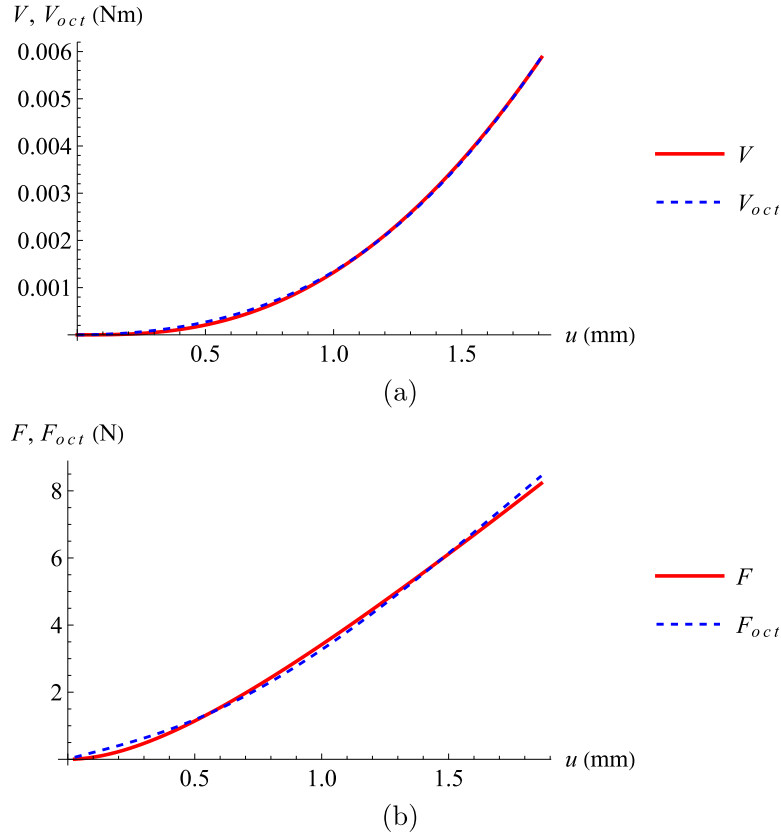 V, V_oct (Nm)
0.006
0.005
0.004
0.003
0.002
0.001
0.5 1.0 1.5
u (mm)
V
V_oct
(a)
F, F_oct (N)
8
6
4
2
0.5 1.0 1.5
u (mm)
F
F_oct
(b)